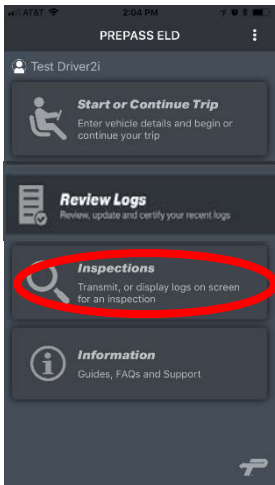 AT&T 2:04 PM
PREPASS ELD
Test Driver2i
Start or Continue Trip
Enter vehicle details and begin or
continue your trip
Review Logs
Review, update and certify your recent logs
Inspections
Transmit, or display logs on screen
for an inspection
Information
Guides, FAQs and Support